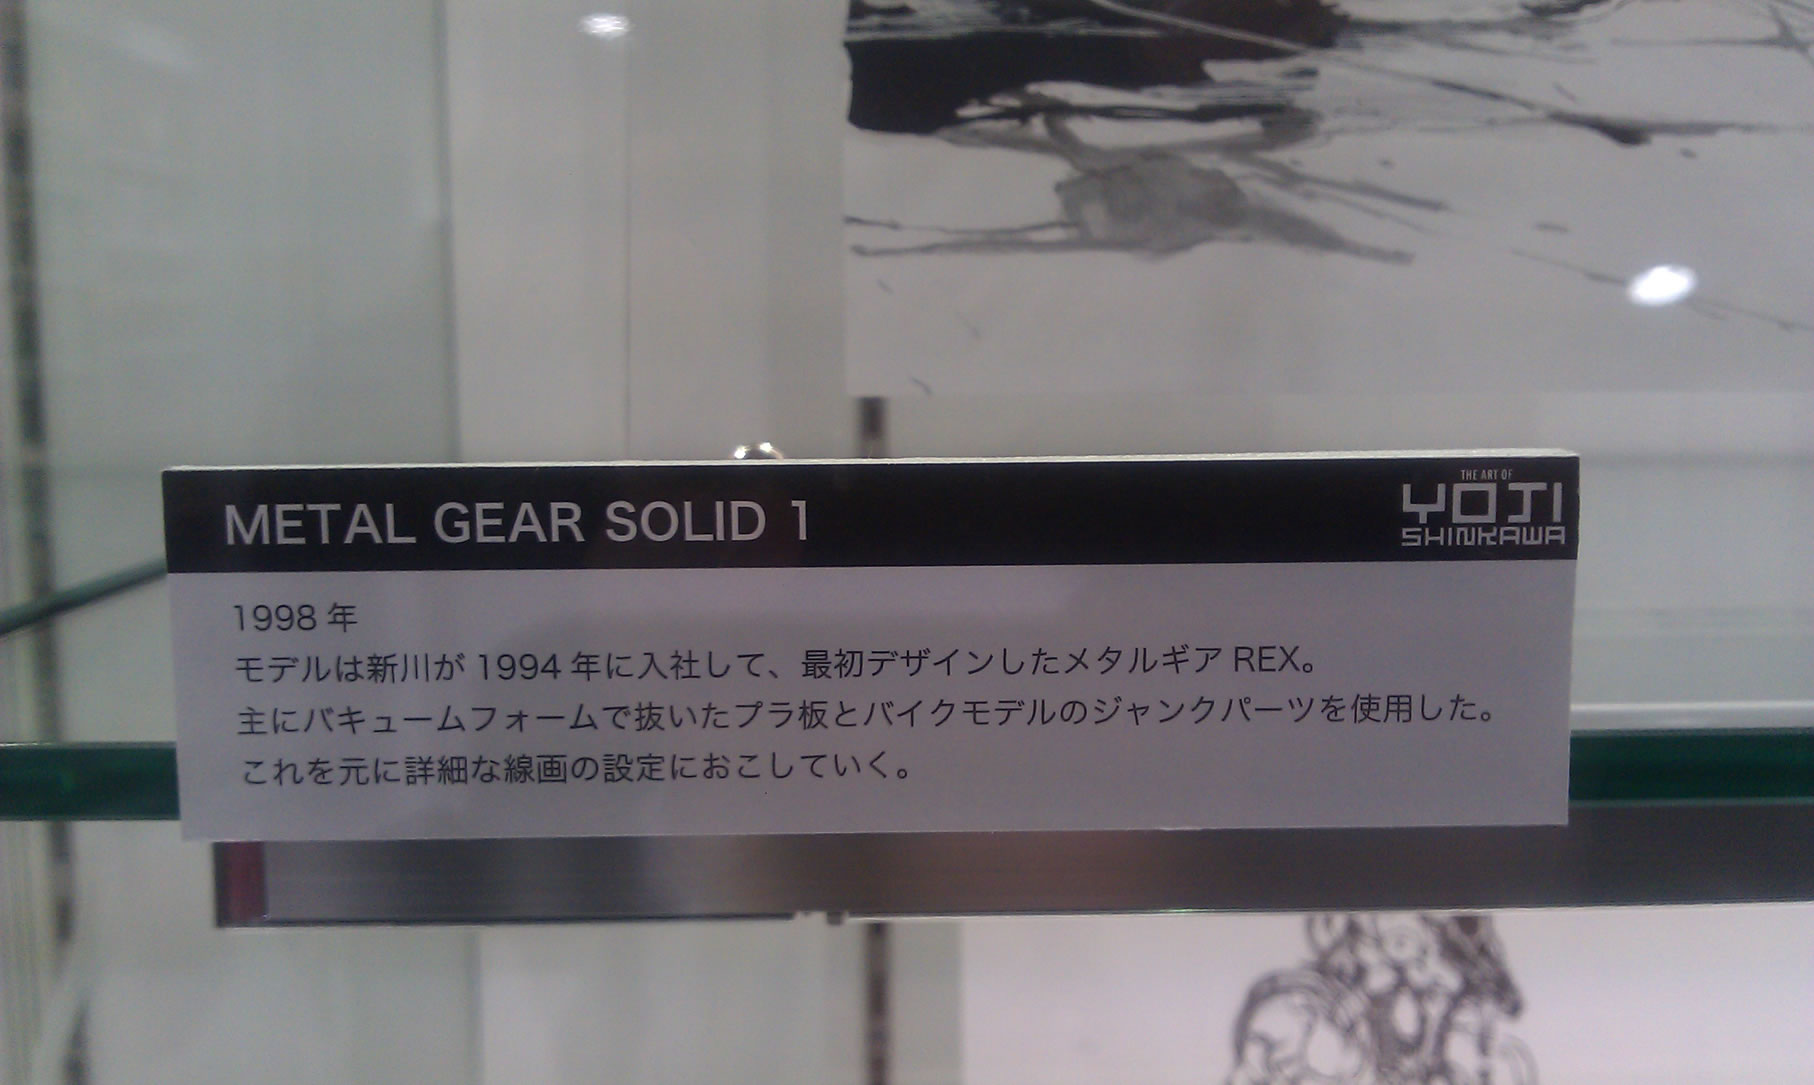 METAL GEAR SOLID 1
THE ART OF
YOJI
SHINKAWA
1998 年
モデルは新川が 1994 年に入社して、最初デザインしたメタルギア REX。
主にバキュームフォームで抜いたプラ板とバイクモデルのジャンクパーツを使用した。
これを元に詳細な線画の設定におこしていく。